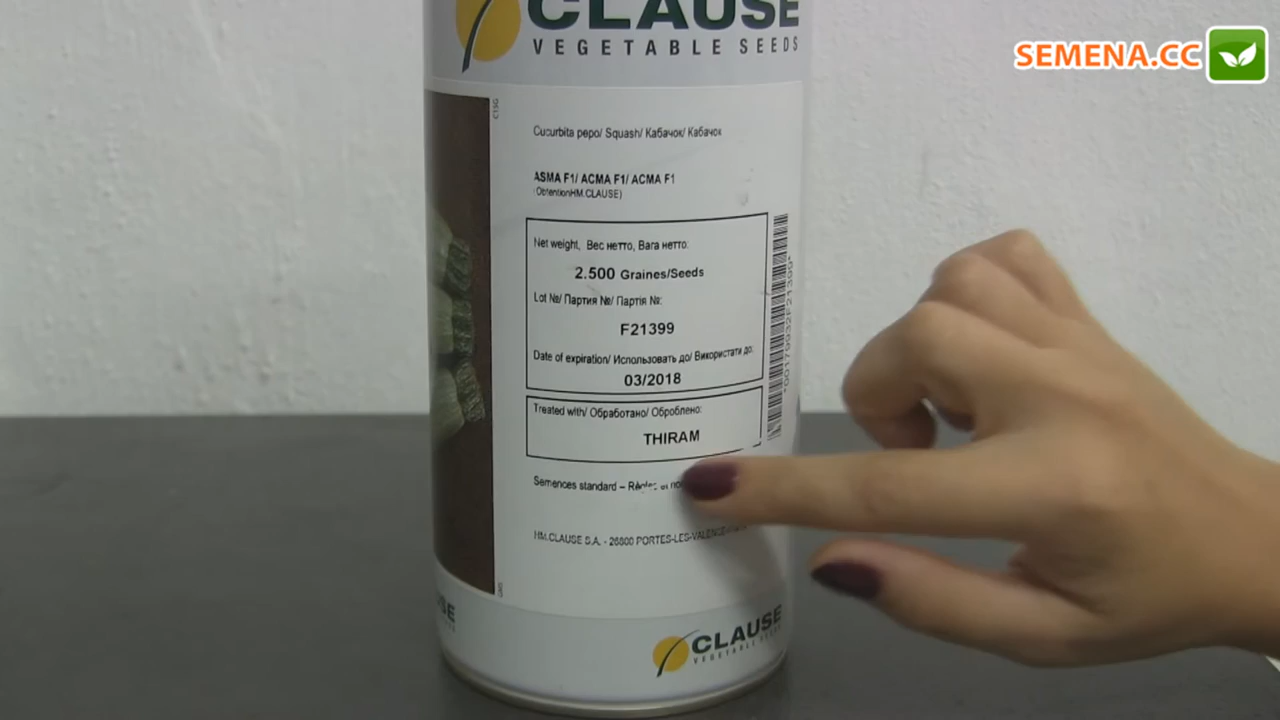 CLAUSE
VEGETABLE SEEDS
SEMENA.CC
C15G
Cucurbita pepo/ Squash/ Кабачок/ Кабачок
ASMA F1/ АСМА F1/ АСМА F1
(ObtentionHM.CLAUSE)
Net weight, Вес нетто, Вага нетто:
2.500 Graines/Seeds
Lot №/ Партия №/ Партія №:
F21399
Date of expiration/ Использовать до/ Використати до:
03/2018
Treated with/ Обработано/ Оброблено:
THIRAM
Semences standard –
HM.CLAUSE S.A. - 26800 PORTES-LES-VALENCE
CLAUSE
VEGETABLE SEEDS